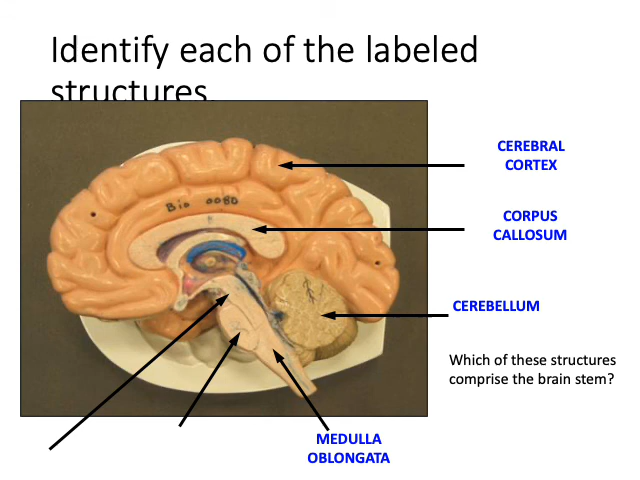 Identify each of the labeled
structures.
CEREBRAL
CORTEX
Bio 0080
CORPUS
CALLOSUM
CEREBELLUM
Which of these structures
comprise the brain stem?
MEDULLA
OBLONGATA